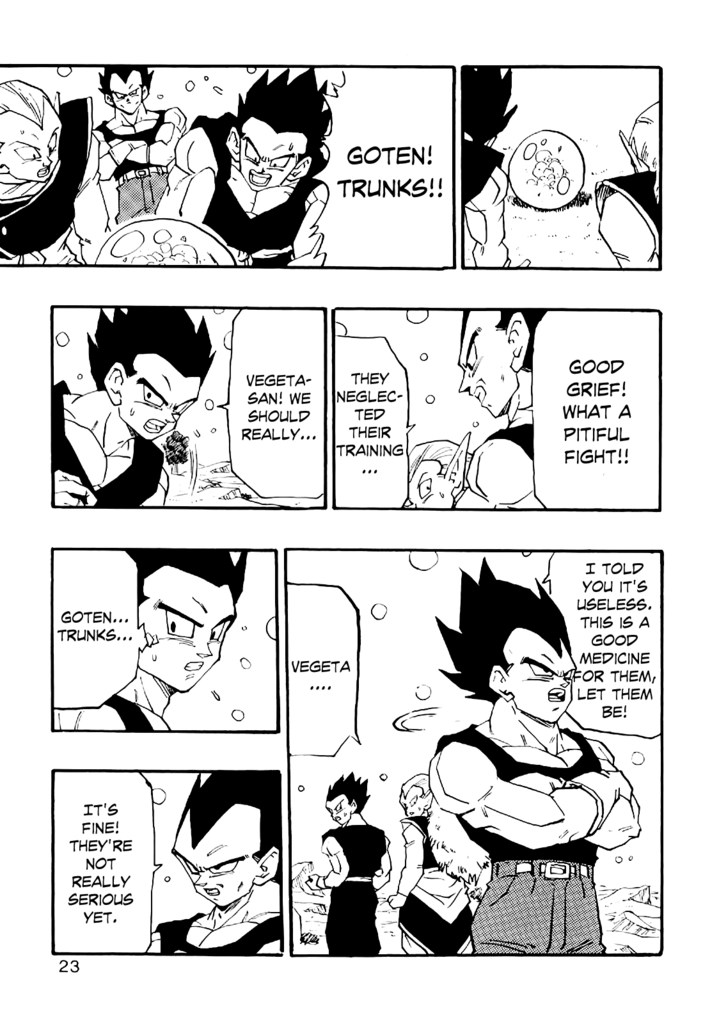 GOTEN!
TRUNKS!!
GOOD
GRIEF!
WHAT A
PITIFUL
FIGHT!!
THEY
NEGLEC-
TED
THEIR
TRAINING
...
VEGETA-
SAN! WE
SHOULD
REALLY...
I TOLD
YOU IT'S
USELESS.
THIS IS A
GOOD
MEDICINE
FOR THEM,
LET THEM
BE!
VEGETA
....
GOTEN...
TRUNKS...
IT'S
FINE!
THEY'RE
NOT
REALLY
SERIOUS
YET.
23